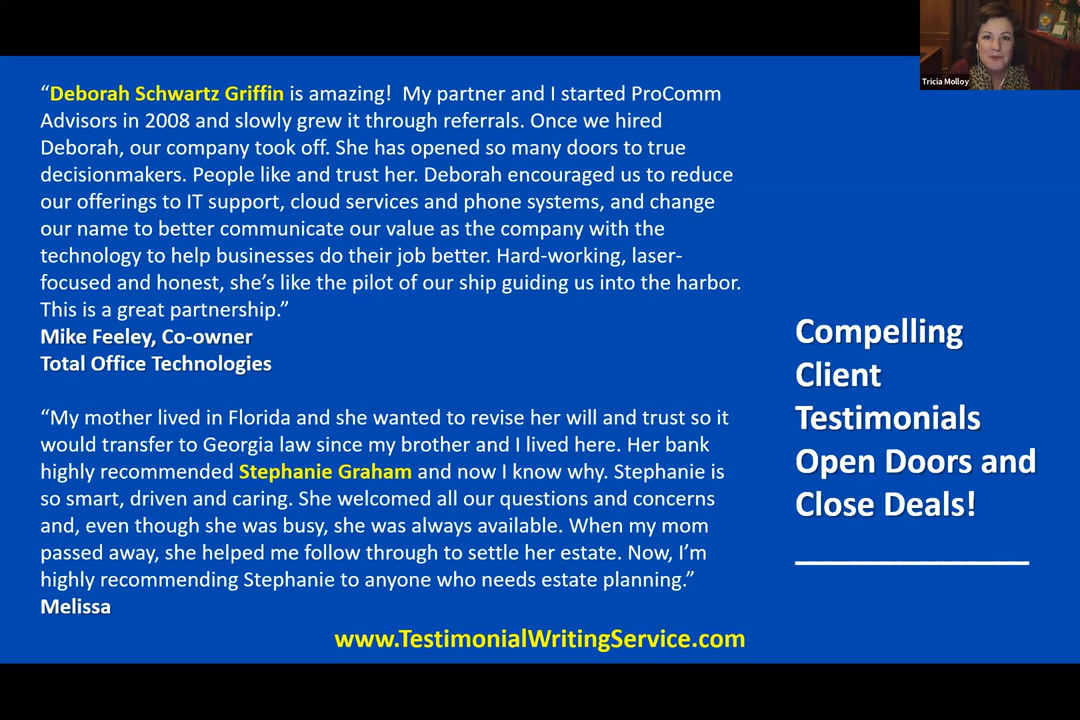 Tricia Molloy
“Deborah Schwartz Griffin is amazing!  My partner and I started ProComm
Advisors in 2008 and slowly grew it through referrals. Once we hired
Deborah, our company took off. She has opened so many doors to true
decisionmakers. People like and trust her. Deborah encouraged us to reduce
our offerings to IT support, cloud services and phone systems, and change
our name to better communicate our value as the company with the
technology to help businesses do their job better. Hard-working, laser-
focused and honest, she’s like the pilot of our ship guiding us into the harbor.
This is a great partnership.”
Mike Feeley, Co-owner
Total Office Technologies
“My mother lived in Florida and she wanted to revise her will and trust so it
would transfer to Georgia law since my brother and I lived here. Her bank
highly recommended Stephanie Graham and now I know why. Stephanie is
so smart, driven and caring. She welcomed all our questions and concerns
and, even though she was busy, she was always available. When my mom
passed away, she helped me follow through to settle her estate. Now, I’m
highly recommending Stephanie to anyone who needs estate planning.”
Melissa
Compelling
Client
Testimonials
Open Doors and
Close Deals!
www.TestimonialWritingService.com